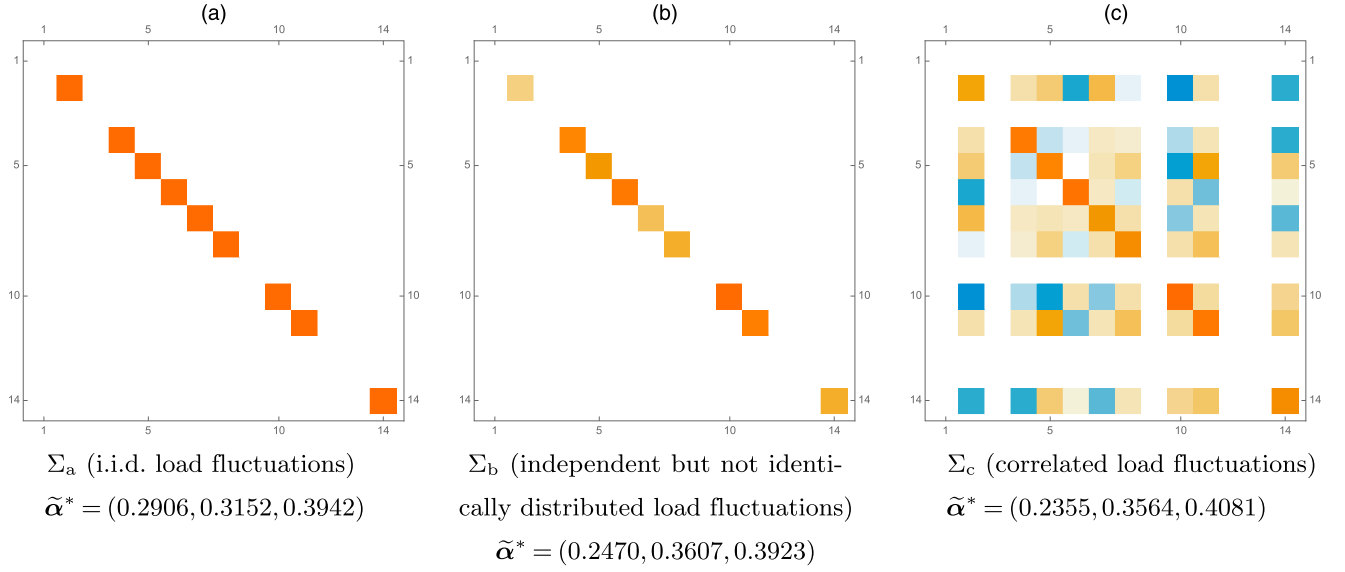 (a) (b) (c)
1 5 10 14 1 5 10 14 1 5 10 14
1 1 1 1
5 5 5 5
10 10 10 10
14 14 14 14
1 5 10 14 1 5 10 14 1 5 10 14
Σa (i.i.d. load fluctuations)
α̃* = (0.2906, 0.3152, 0.3942)
Σb (independent but not identi-
cally distributed load fluctuations)
α̃* = (0.2470, 0.3607, 0.3923)
Σc (correlated load fluctuations)
α̃* = (0.2355, 0.3564, 0.4081)